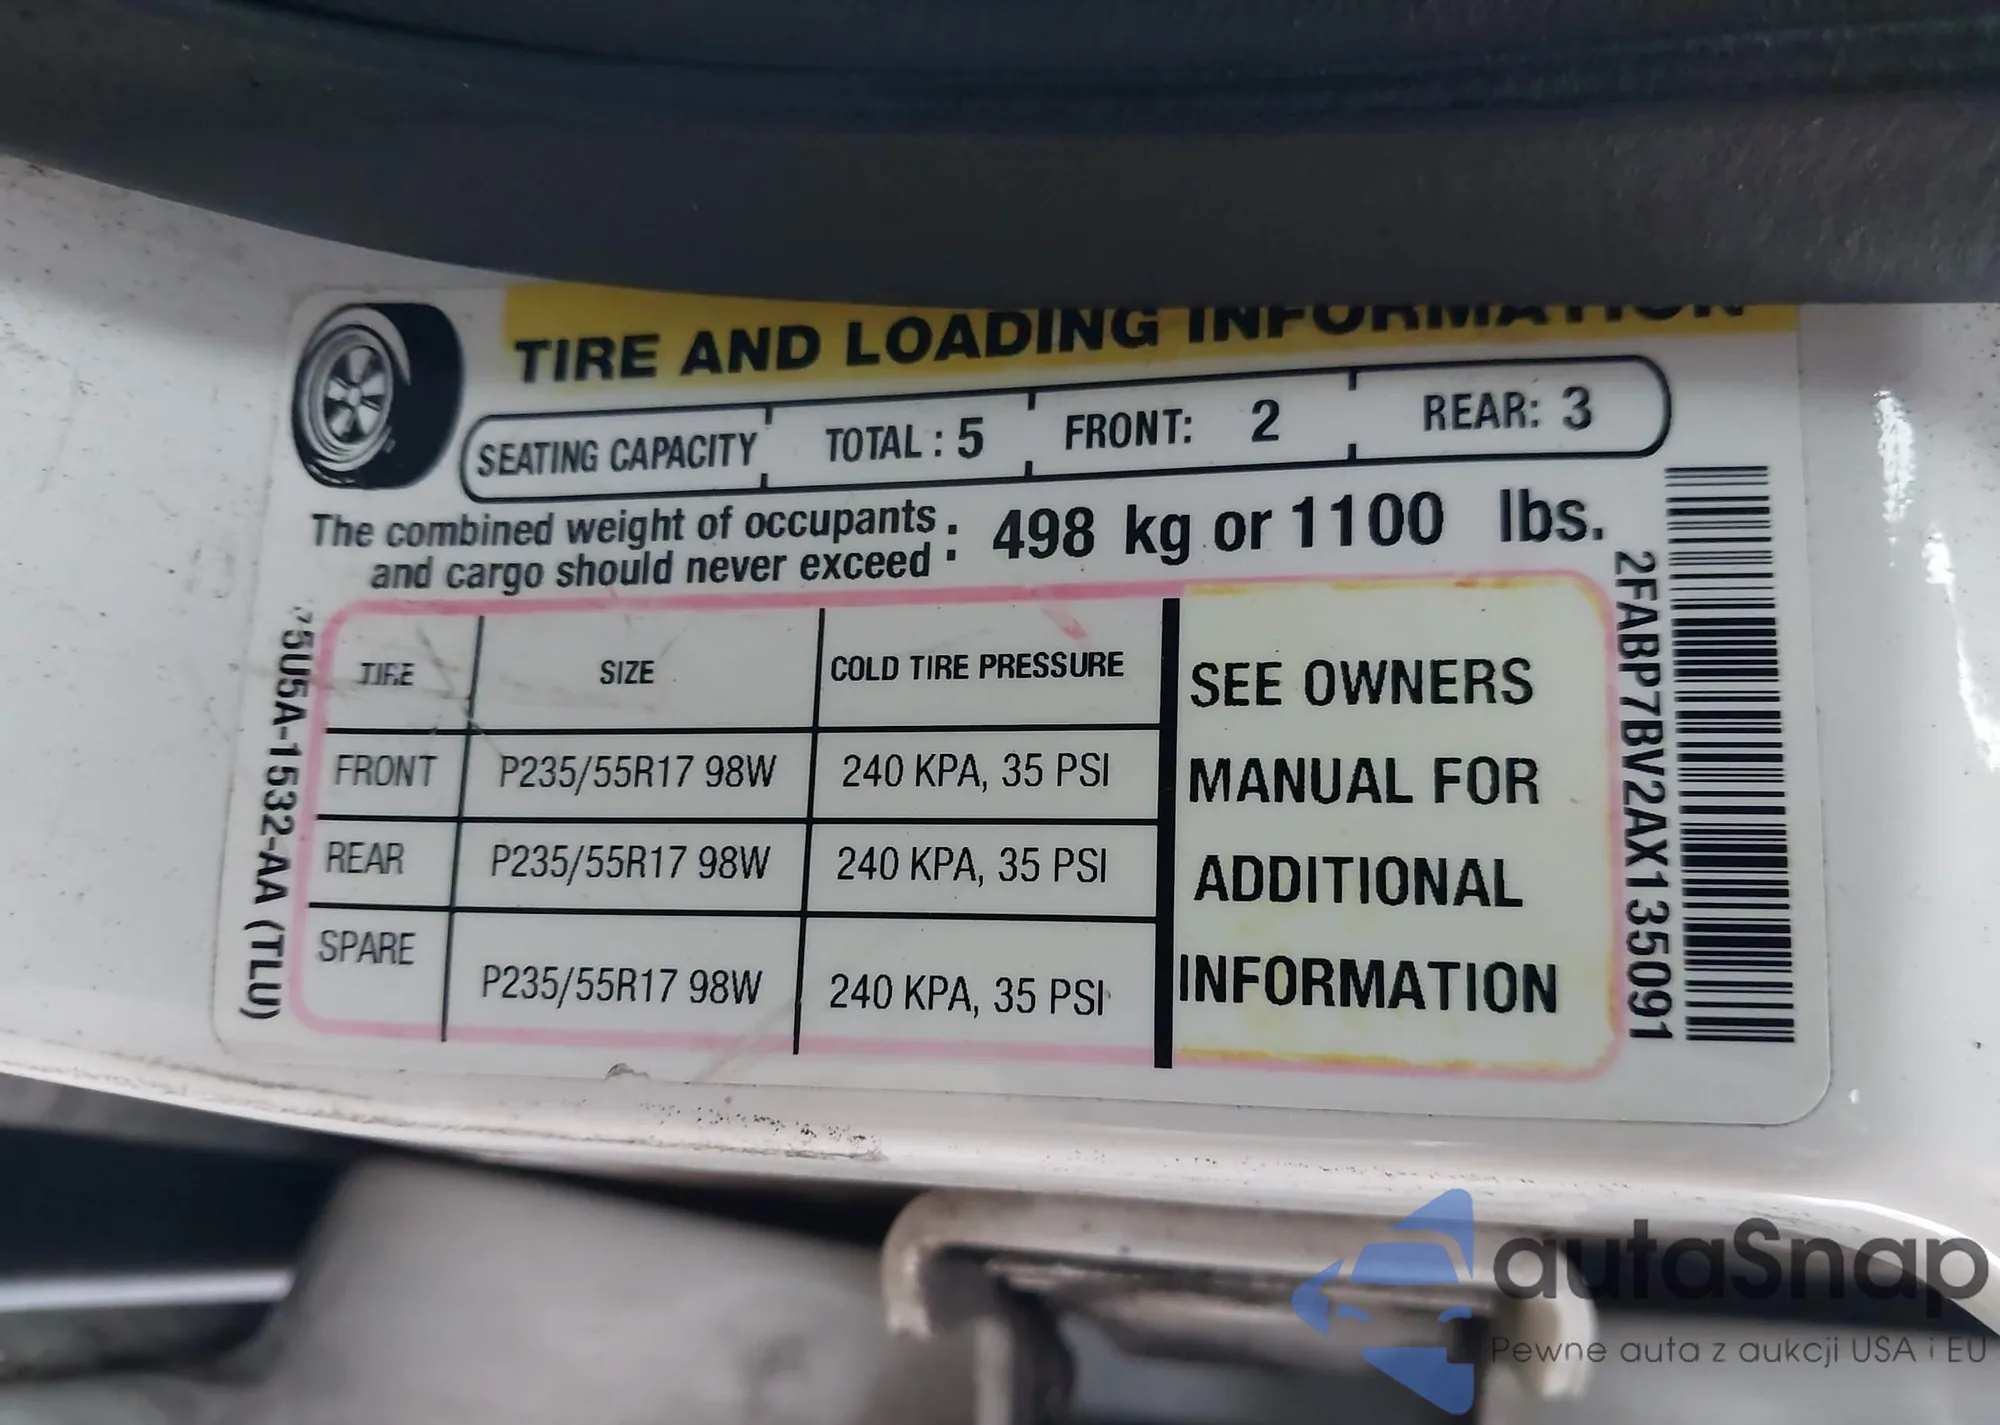 TIRE AND LOADING INFORMATION
SEATING CAPACITY TOTAL : 5 FRONT: 2 REAR: 3
The combined weight of occupants
and cargo should never exceed : 498 kg or 1100 lbs.
TIRE SIZE COLD TIRE PRESSURE
FRONT P235/55R17 98W 240 KPA, 35 PSI
REAR P235/55R17 98W 240 KPA, 35 PSI
SPARE P235/55R17 98W 240 KPA, 35 PSI
SEE OWNERS
MANUAL FOR
ADDITIONAL
INFORMATION
5U5A-1532-AA (TLU)
2FABP7BV2AX135091
autaSnap
Pewne auta z aukcji USA i EU